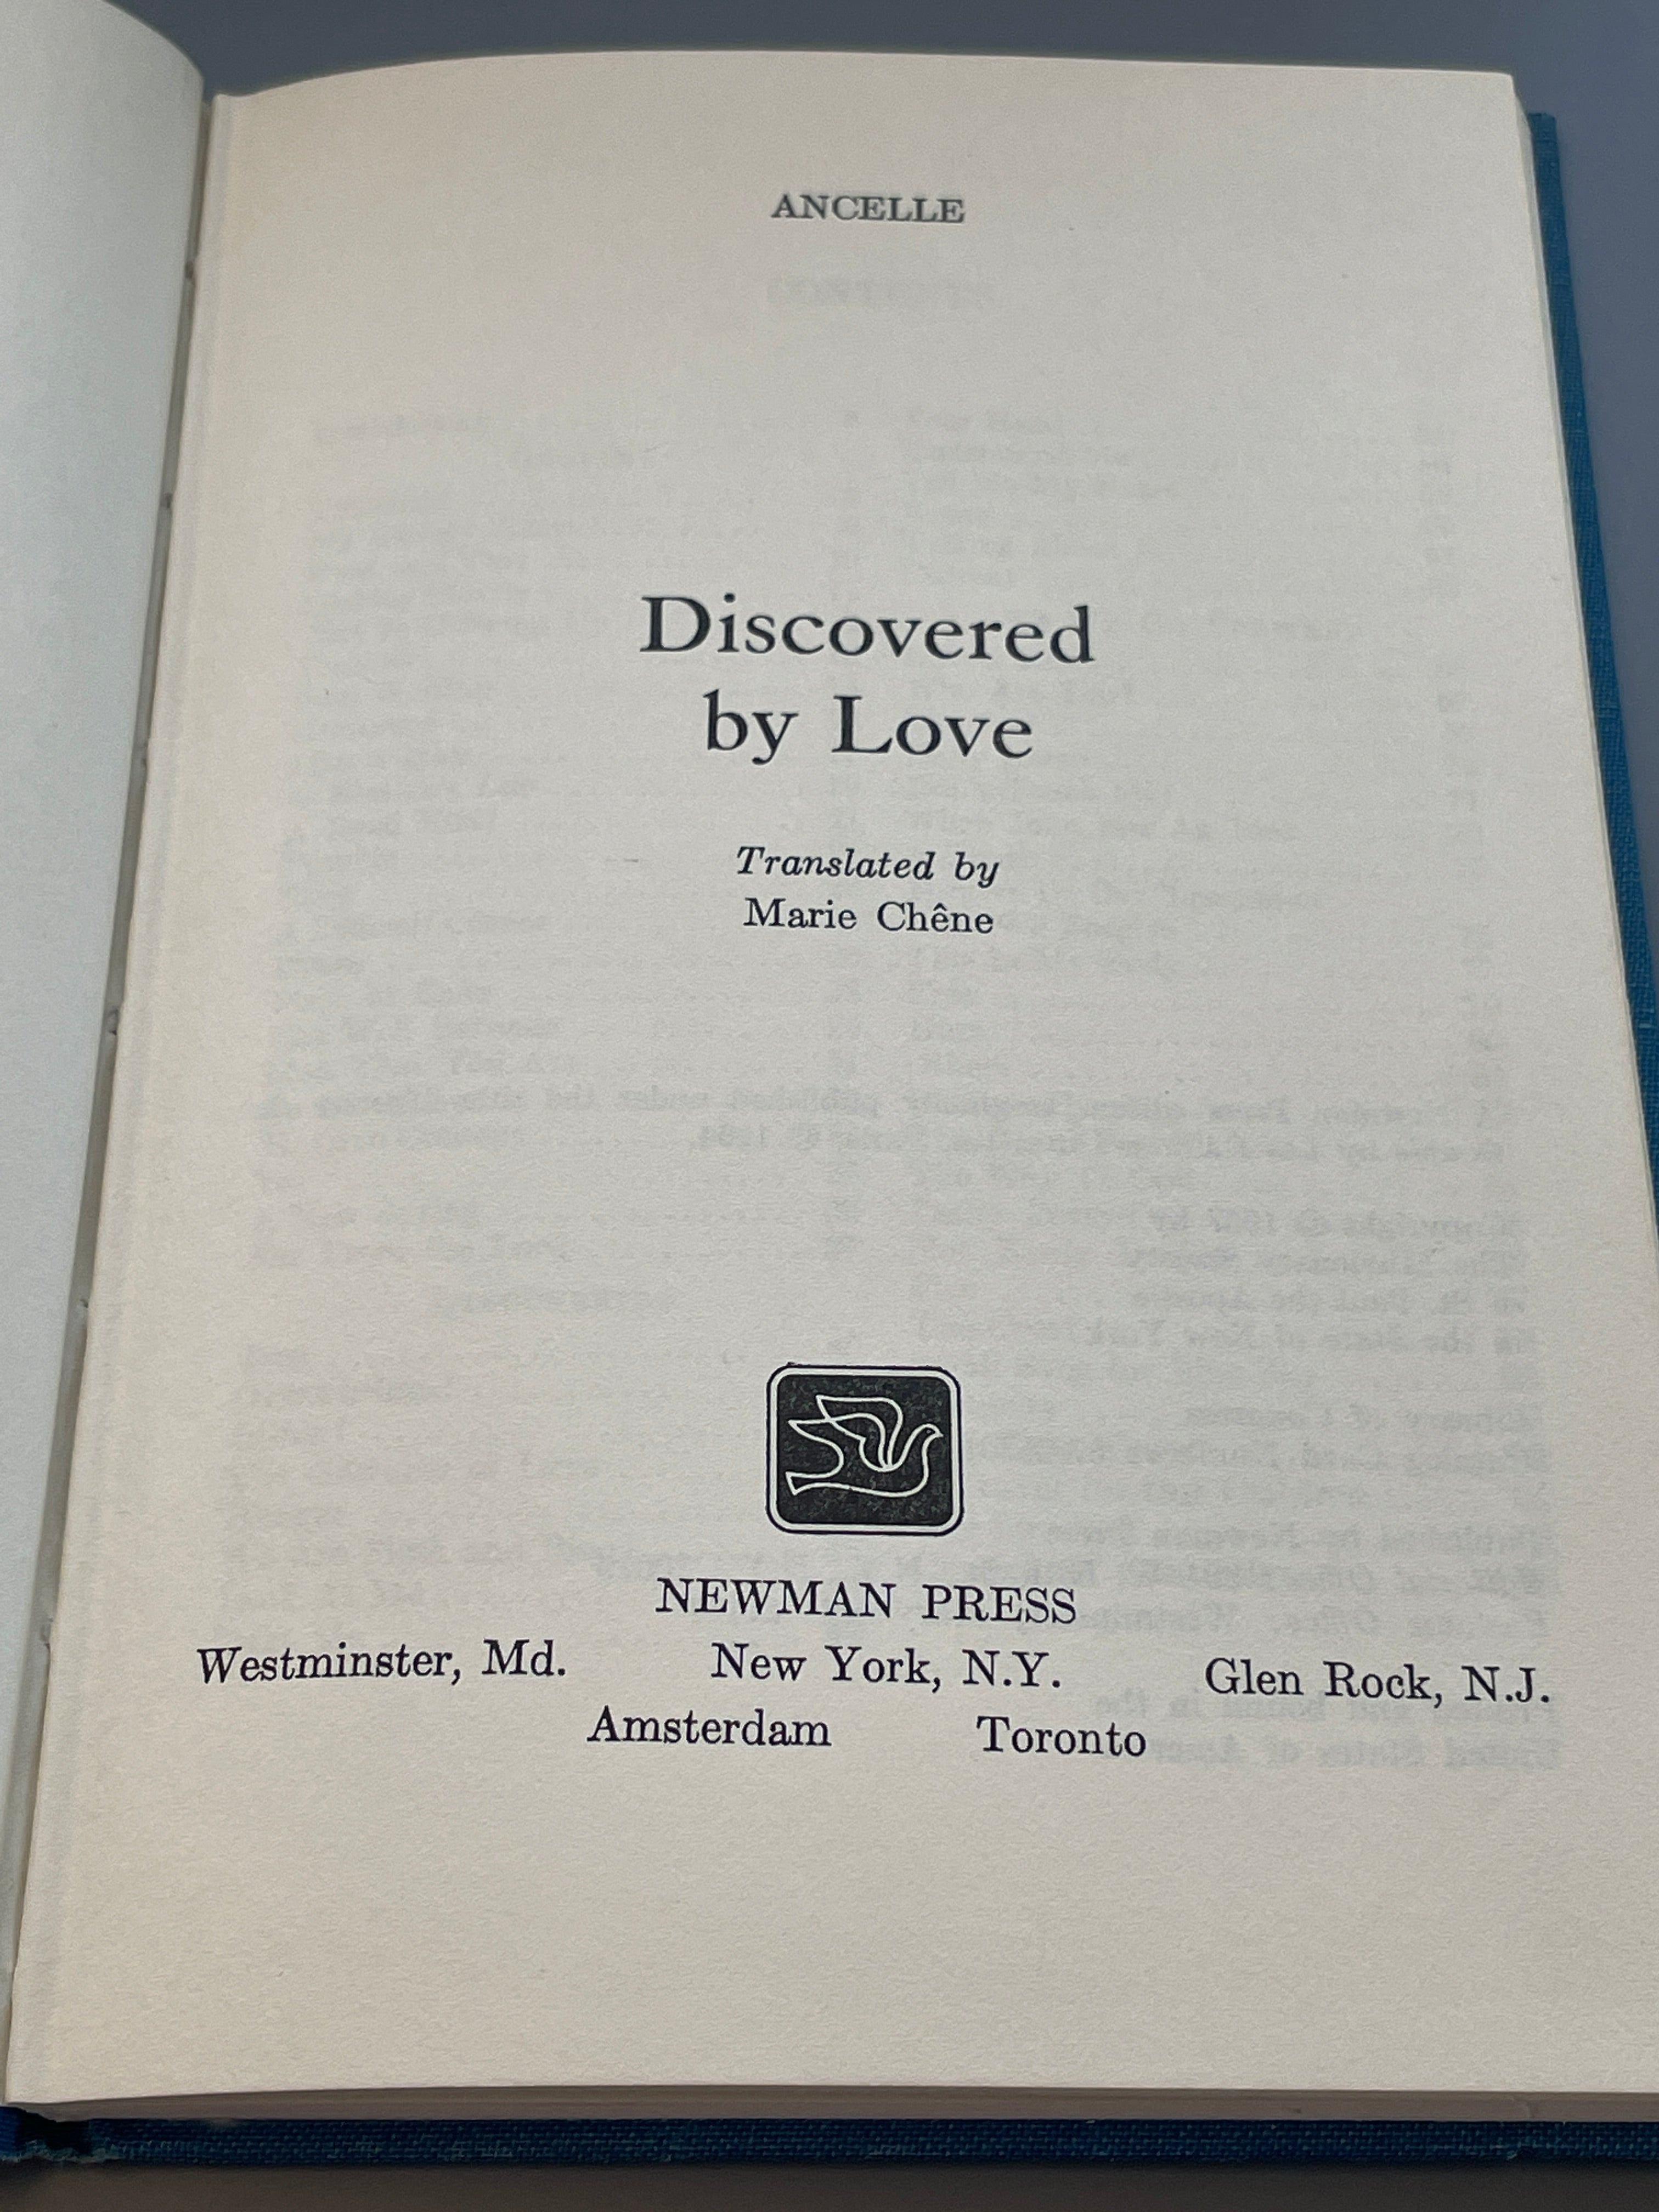 ANCELLE
Discovered
by Love
Translated by
Marie Chêne
NEWMAN PRESS
Westminster, Md. New York, N.Y. Glen Rock, N.J.
Amsterdam Toronto